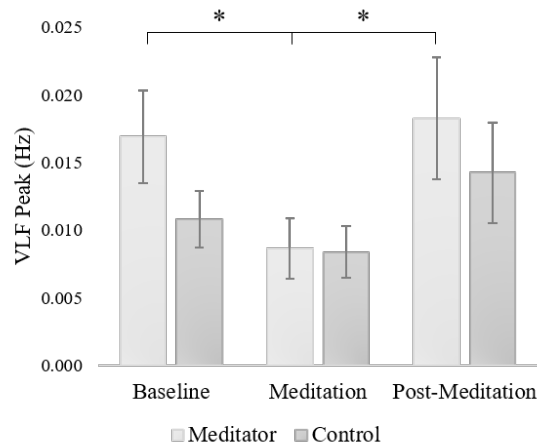 * *
0.025
0.020
0.015
0.010
0.005
0.000
VLF Peak (Hz)
Baseline Meditation Post-Meditation
Meditator Control